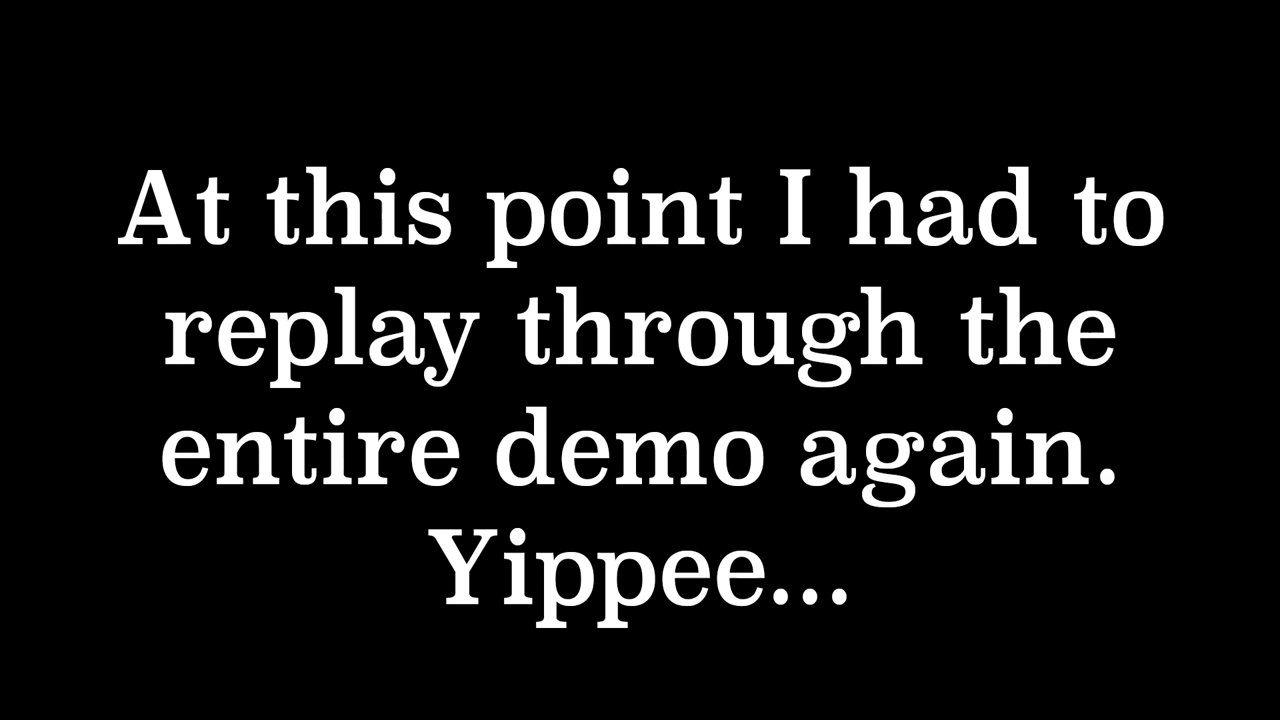 At this point I had to
replay through the
entire demo again.
Yippee...